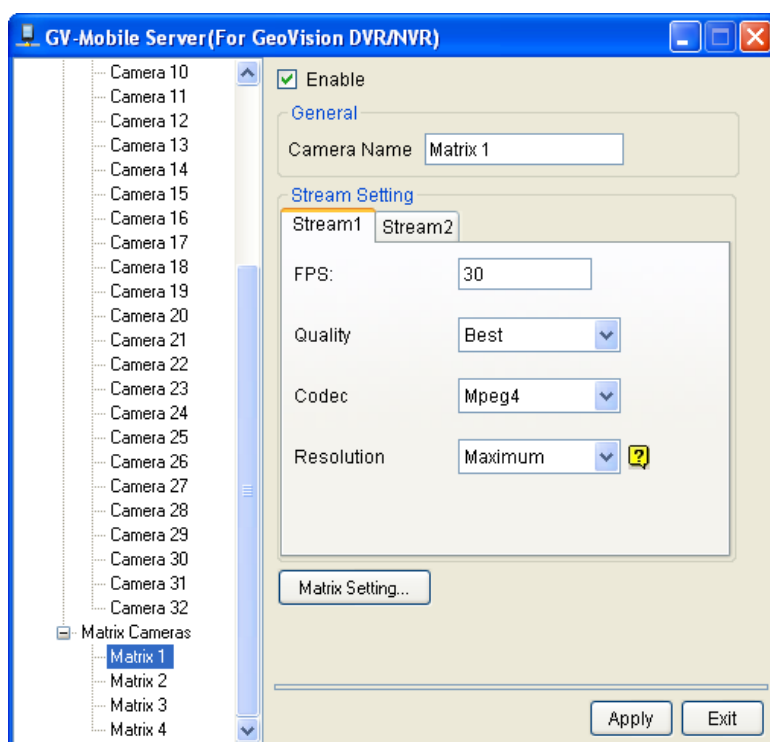 GV-Mobile Server(For GeoVision DVR/NVR)
Camera 10
Camera 11
Camera 12
Camera 13
Camera 14
Camera 15
Camera 16
Camera 17
Camera 18
Camera 19
Camera 20
Camera 21
Camera 22
Camera 23
Camera 24
Camera 25
Camera 26
Camera 27
Camera 28
Camera 29
Camera 30
Camera 31
Camera 32
Matrix Cameras
Matrix 1
Matrix 2
Matrix 3
Matrix 4
Enable
General
Camera Name Matrix 1
Stream Setting
Stream1 Stream2
FPS: 30
Quality Best
Codec Mpeg4
Resolution Maximum ?
Matrix Setting...
Apply Exit